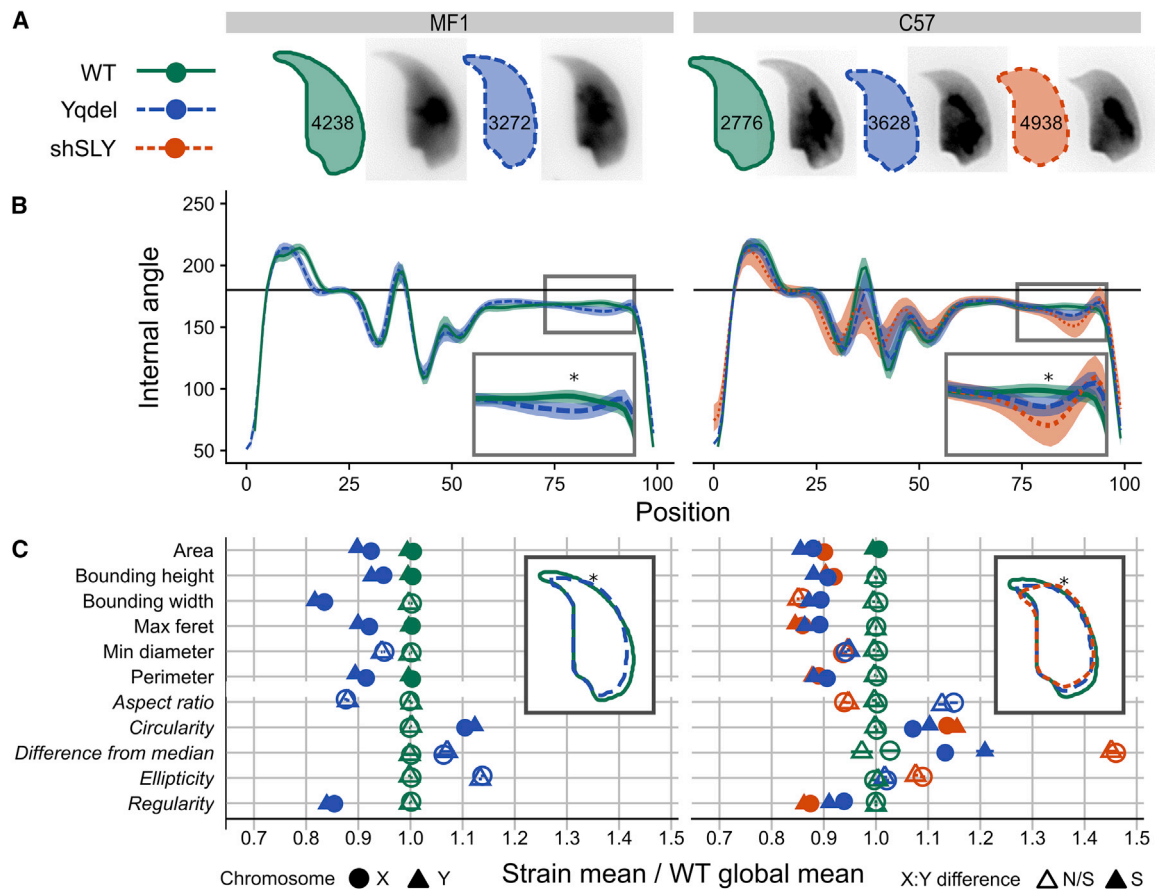 A
MF1
C57
WT
Yqdel
shSLY
4238
3272
2776
3628
4938
B
Internal angle
250
200
150
100
50
*
*
0
25
50
75
100
0
25
50
75
100
Position
C
Area
Bounding height
Bounding width
Max feret
Min diameter
Perimeter
Aspect ratio
Circularity
Difference from median
Ellipticity
Regularity
*
*
0.7 0.8 0.9 1.0 1.1 1.2 1.3 1.4 1.5
0.7 0.8 0.9 1.0 1.1 1.2 1.3 1.4 1.5
Chromosome X Y
Strain mean / WT global mean
X:Y difference N/S S